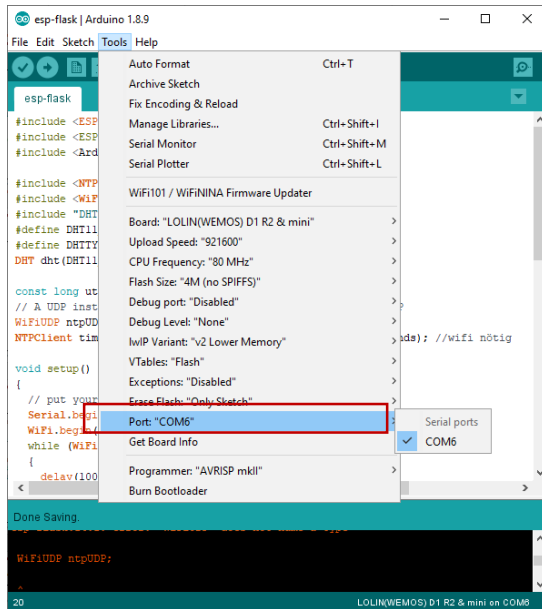 esp-flask | Arduino 1.8.9
File Edit Sketch Tools Help
esp-flask
Auto Format Ctrl+T
Archive Sketch
Fix Encoding & Reload
Manage Libraries... Ctrl+Shift+I
Serial Monitor Ctrl+Shift+M
Serial Plotter Ctrl+Shift+L
WiFi101 / WiFiNINA Firmware Updater
Board: "LOLIN(WEMOS) D1 R2 & mini"
Upload Speed: "921600"
CPU Frequency: "80 MHz"
Flash Size: "4M (no SPIFFS)"
Debug port: "Disabled"
Debug Level: "None"
IwIP Variant: "v2 Lower Memory"
VTables: "Flash"
Exceptions: "Disabled"
Erase Flash: "Only Sketch"
Port: "COM6"
Get Board Info
Programmer: "AVRISP mkII"
Burn Bootloader
Serial ports
COM6
#include <ESP
#include <ESP
#include <Ard
#include <NTP
#include <WiF
#include "DHT
#define DHT11
#define DHTTY
DHT dht(DHT11
const long ut
// A UDP inst
WiFiUDP ntpUD
NTPClient tim nds); //wifi nötig
void setup()
{
// put your
Serial.begi
WiFi.begin(
while (WiFi
{
delay(100
Done Saving.
WiFiUDP ntpUDP;
^
20 LOLIN(WEMOS) D1 R2 & mini on COM6